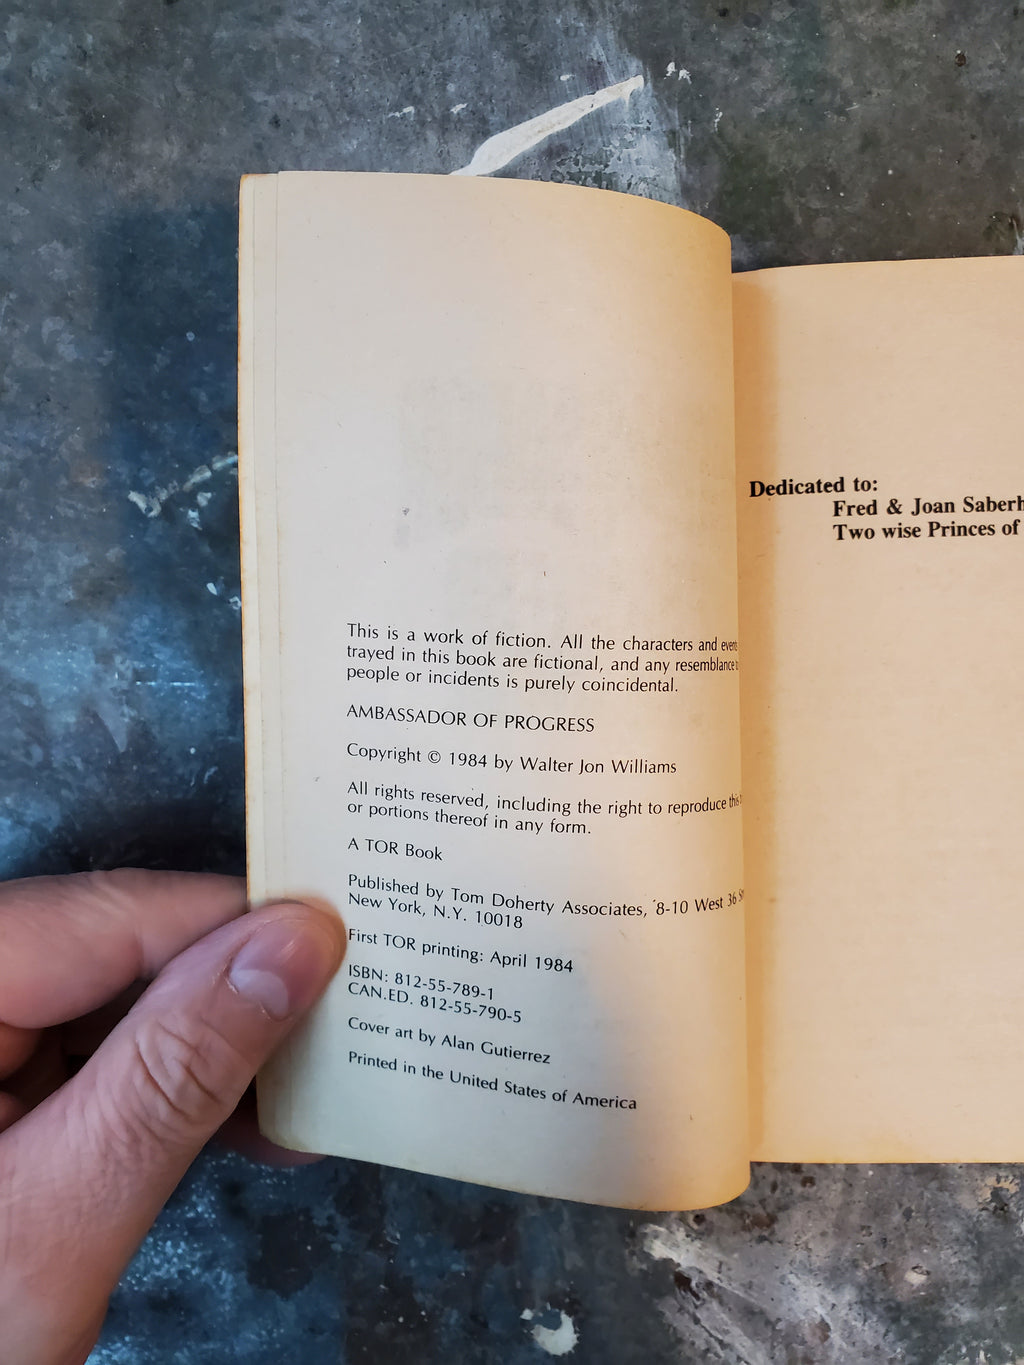 This is a work of fiction. All the characters and
trayed in this book are fictional, and any resemblance
people or incidents is purely coincidental.
AMBASSADOR OF PROGRESS
Copyright © 1984 by Walter Jon Williams
All rights reserved, including the right to reproduce this
or portions thereof in any form.
A TOR Book
Published by Tom Doherty Associates, 8-10 West 36
New York, N.Y. 10018
First TOR printing: April 1984
ISBN: 812-55-789-1
CAN.ED. 812-55-790-5
Cover art by Alan Gutierrez
Printed in the United States of America
Dedicated to:
Fred & Joan
Two wise Princes of